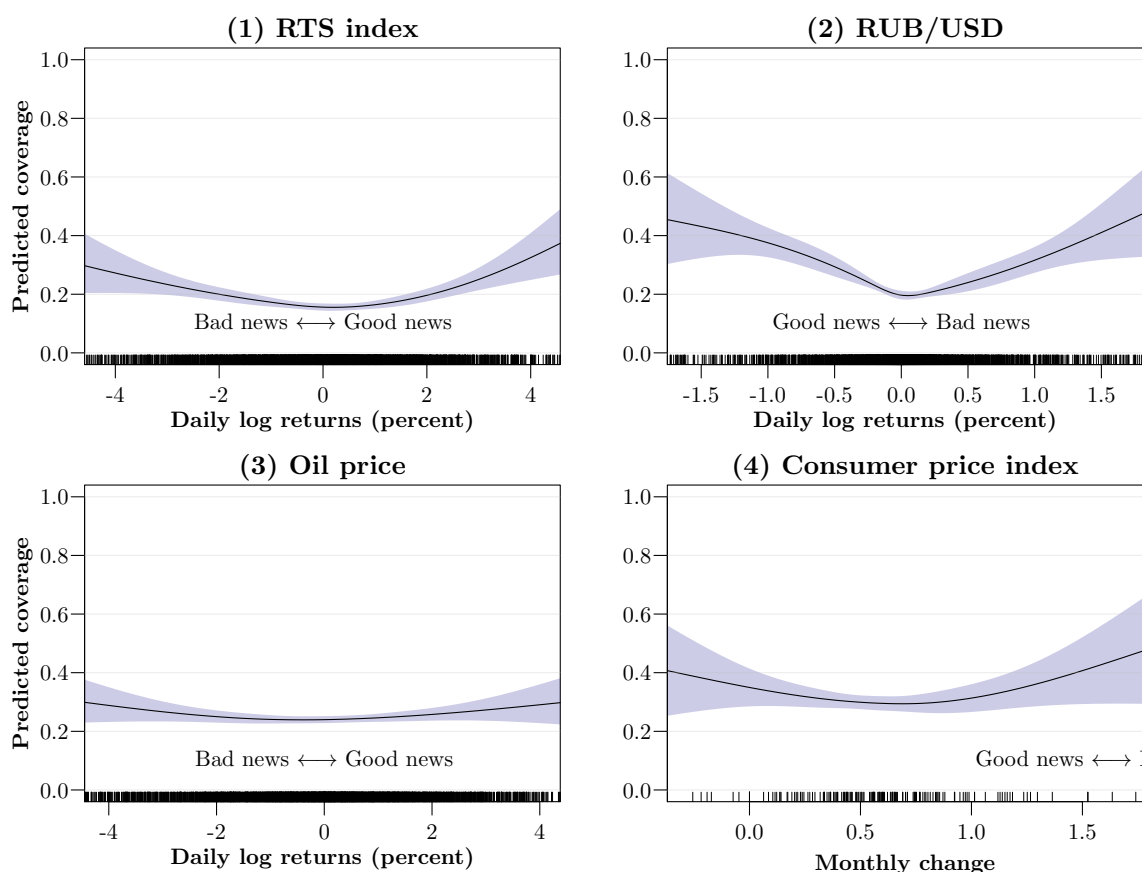 (1) RTS index
Predicted coverage
1.0
0.8
0.6
0.4
0.2
0.0
Bad news ⟷ Good news
-4 -2 0 2 4
Daily log returns (percent)
(2) RUB/USD
1.0
0.8
0.6
0.4
0.2
0.0
Good news ⟷ Bad news
-1.5 -1.0 -0.5 0.0 0.5 1.0 1.5
Daily log returns (percent)
(3) Oil price
Predicted coverage
1.0
0.8
0.6
0.4
0.2
0.0
Bad news ⟷ Good news
-4 -2 0 2 4
Daily log returns (percent)
(4) Consumer price index
1.0
0.8
0.6
0.4
0.2
0.0
Good news ⟷
0.0 0.5 1.0 1.5
Monthly change